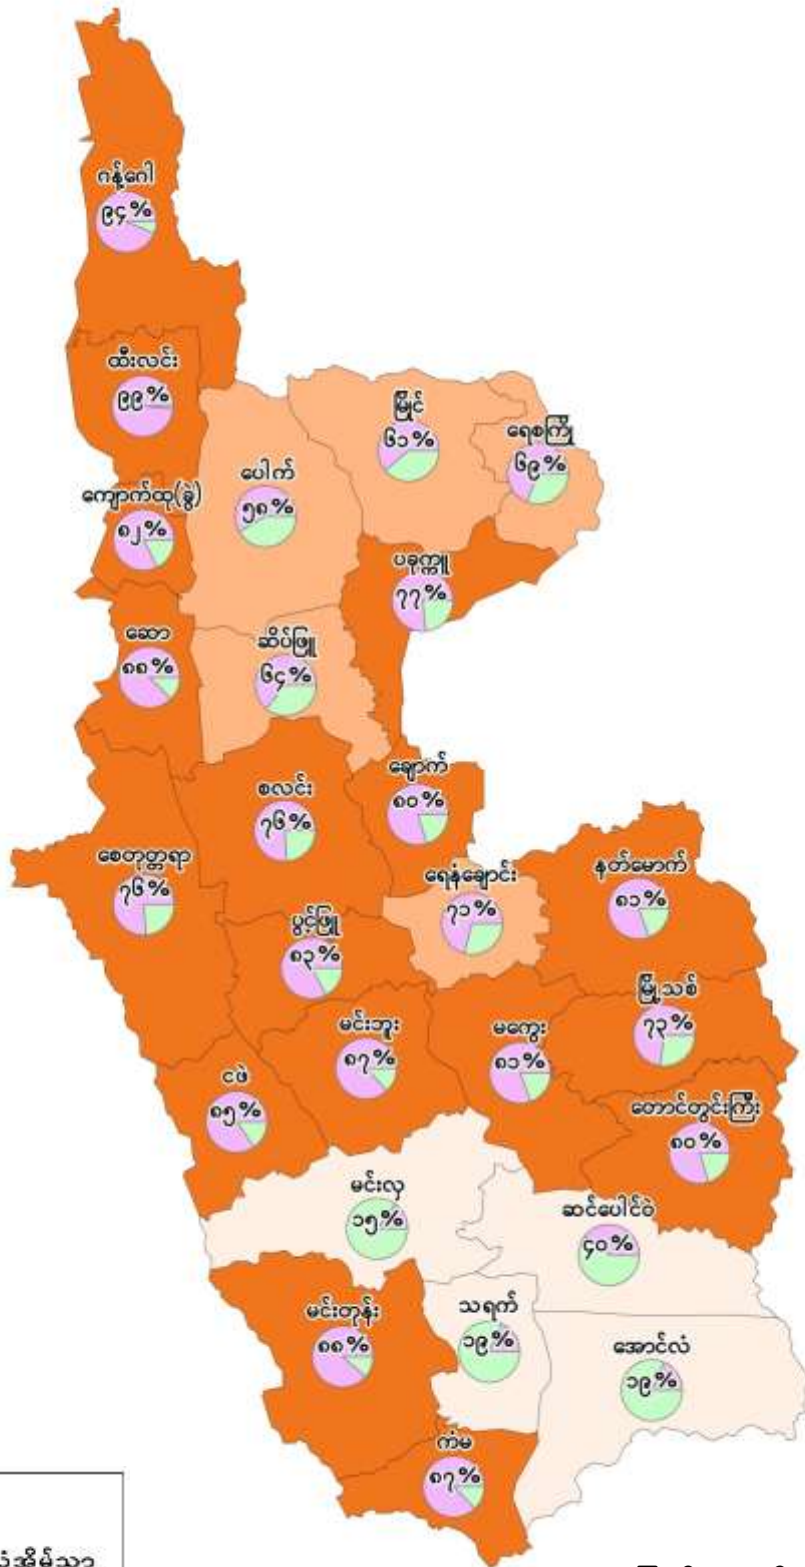 ဂန့်ဂေါ
၉၄%
ထီးလင်း
၉၉%
မြိုင်
၆၁%
ရေစကြို
၆၉%
ပေါက်
၅၈%
ကျောက်ထု(ခွဲ)
၈၂%
ပခုက္ကူ
၇၇%
ဆော
၈၈%
ဆိပ်ဖြူ
၆၄%
ချောက်
၈၀%
စလင်း
၇၆%
စေတုတ္တရာ
၇၆%
ရေနံချောင်း
၇၁%
နတ်မောက်
၈၁%
ပွင့်ဖြူ
၈၃%
မြို့သစ်
၇၃%
မင်းဘူး
၈၇%
မကွေး
၈၁%
ငဖဲ
၈၅%
တောင်တွင်းကြီး
၈၀%
မင်းလှ
၁၅%
ဆင်ပေါင်ဝဲ
၄၀%
မင်းတုန်း
၈၈%
သရက်
၁၉%
အောင်လံ
၁၉%
ကံမ
၈၇%